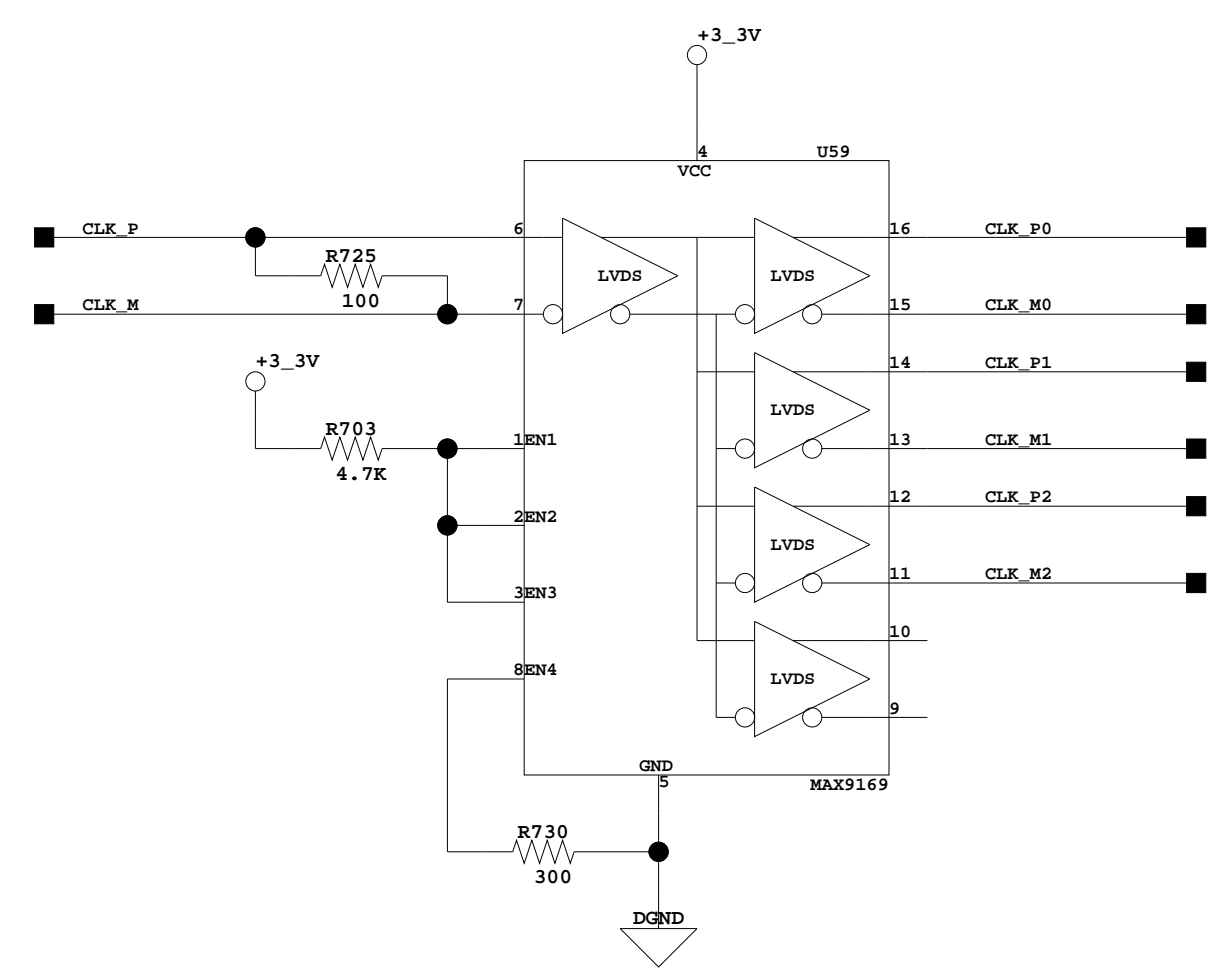 +3_3V
4
U59
VCC
CLK_P
6
16
CLK_P0
R725
LVDS
LVDS
100
CLK_M
7
15
CLK_M0
+3_3V
14
CLK_P1
LVDS
R703
1EN1
13
CLK_M1
4.7K
12
CLK_P2
2EN2
LVDS
11
CLK_M2
3EN3
10
8EN4
LVDS
9
GND
5
MAX9169
R730
300
DGND